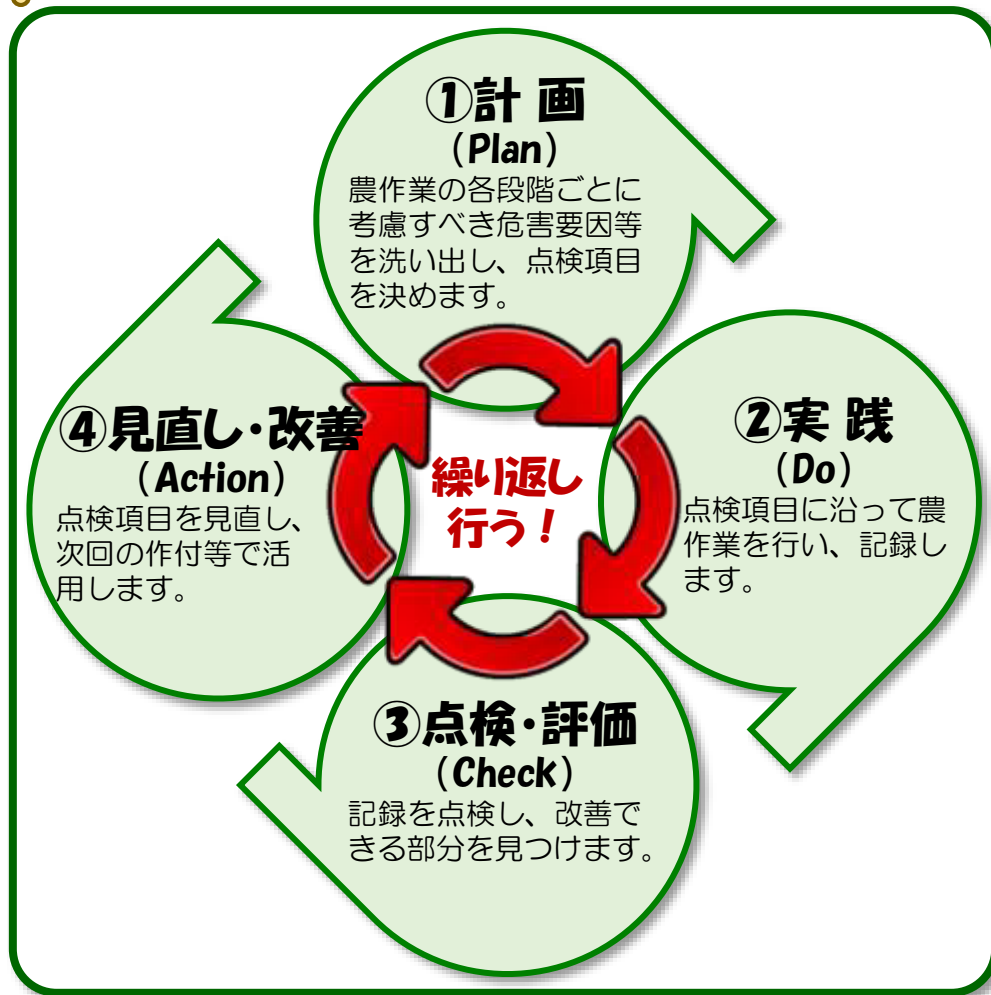 ①計 画
(Plan)
農作業の各段階ごとに
考慮すべき危害要因等
を洗い出し、点検項目
を決めます。
②実 践
(Do)
点検項目に沿って農
作業を行い、記録し
ます。
③点検・評価
(Check)
記録を点検し、改善で
きる部分を見つけます。
④見直し・改善
(Action)
点検項目を見直し、
次回の作付等で活
用します。
繰り返し
行う！